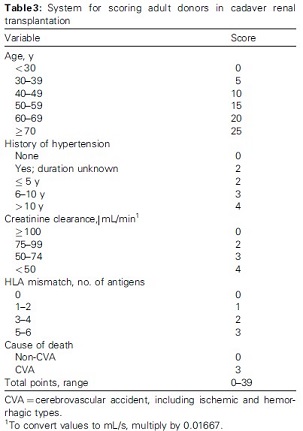 Table3: System for scoring adult donors in cadaver renal
transplantation
Variable Score
Age, y
<30 0
30–39 5
40–49 10
50–59 15
60–69 20
≥70 25
History of hypertension
None 0
Yes; duration unknown 2
≤ 5 y 2
6–10 y 3
>10 y 4
Creatinine clearance,|mL/min¹
≥100 0
75–99 2
50–74 3
<50 4
HLA mismatch, no. of antigens
0 0
1–2 1
3–4 2
5–6 3
Cause of death
Non-CVA 0
CVA 3
Total points, range 0–39
CVA = cerebrovascular accident, including ischemic and hemor-
rhagic types.
¹To convert values to mL/s, multiply by 0.01667.